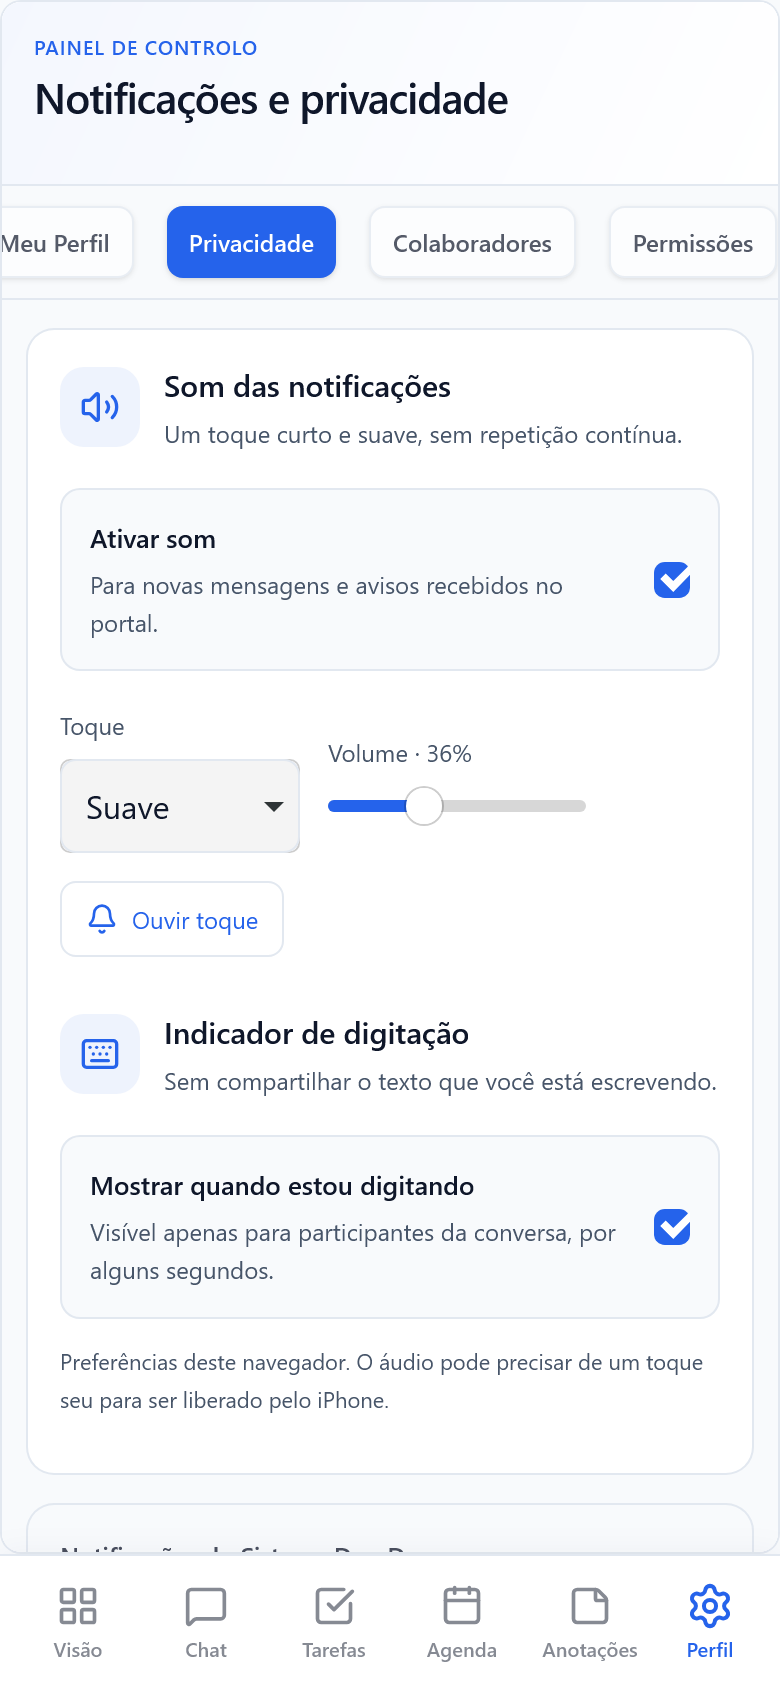 PAINEL DE CONTROLO
Notificações e privacidade
Meu Perfil
Privacidade
Colaboradores
Permissões
Som das notificações
Um toque curto e suave, sem repetição contínua.
Ativar som
Para novas mensagens e avisos recebidos no
portal.
Toque
Volume · 36%
Suave
Ouvir toque
Indicador de digitação
Sem compartilhar o texto que você está escrevendo.
Mostrar quando estou digitando
Visível apenas para participantes da conversa, por
alguns segundos.
Preferências deste navegador. O áudio pode precisar de um toque
seu para ser liberado pelo iPhone.
Visão
Chat
Tarefas
Agenda
Anotações
Perfil